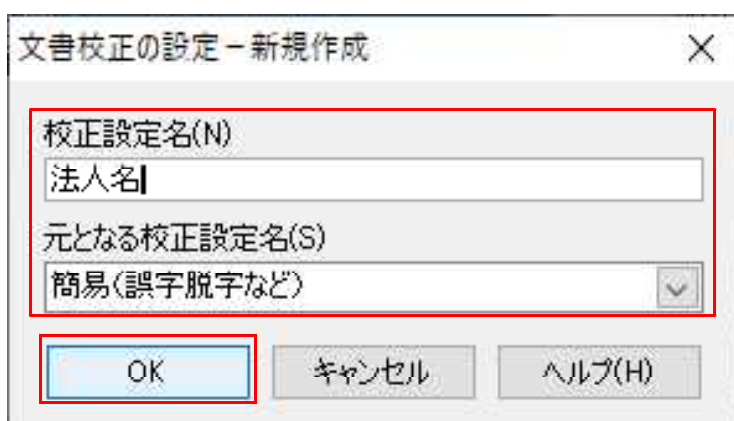 文書校正の設定－新規作成
校正設定名(N)
法人名
元となる校正設定名(S)
簡易(誤字脱字など)
OK キャンセル ヘルプ(H)